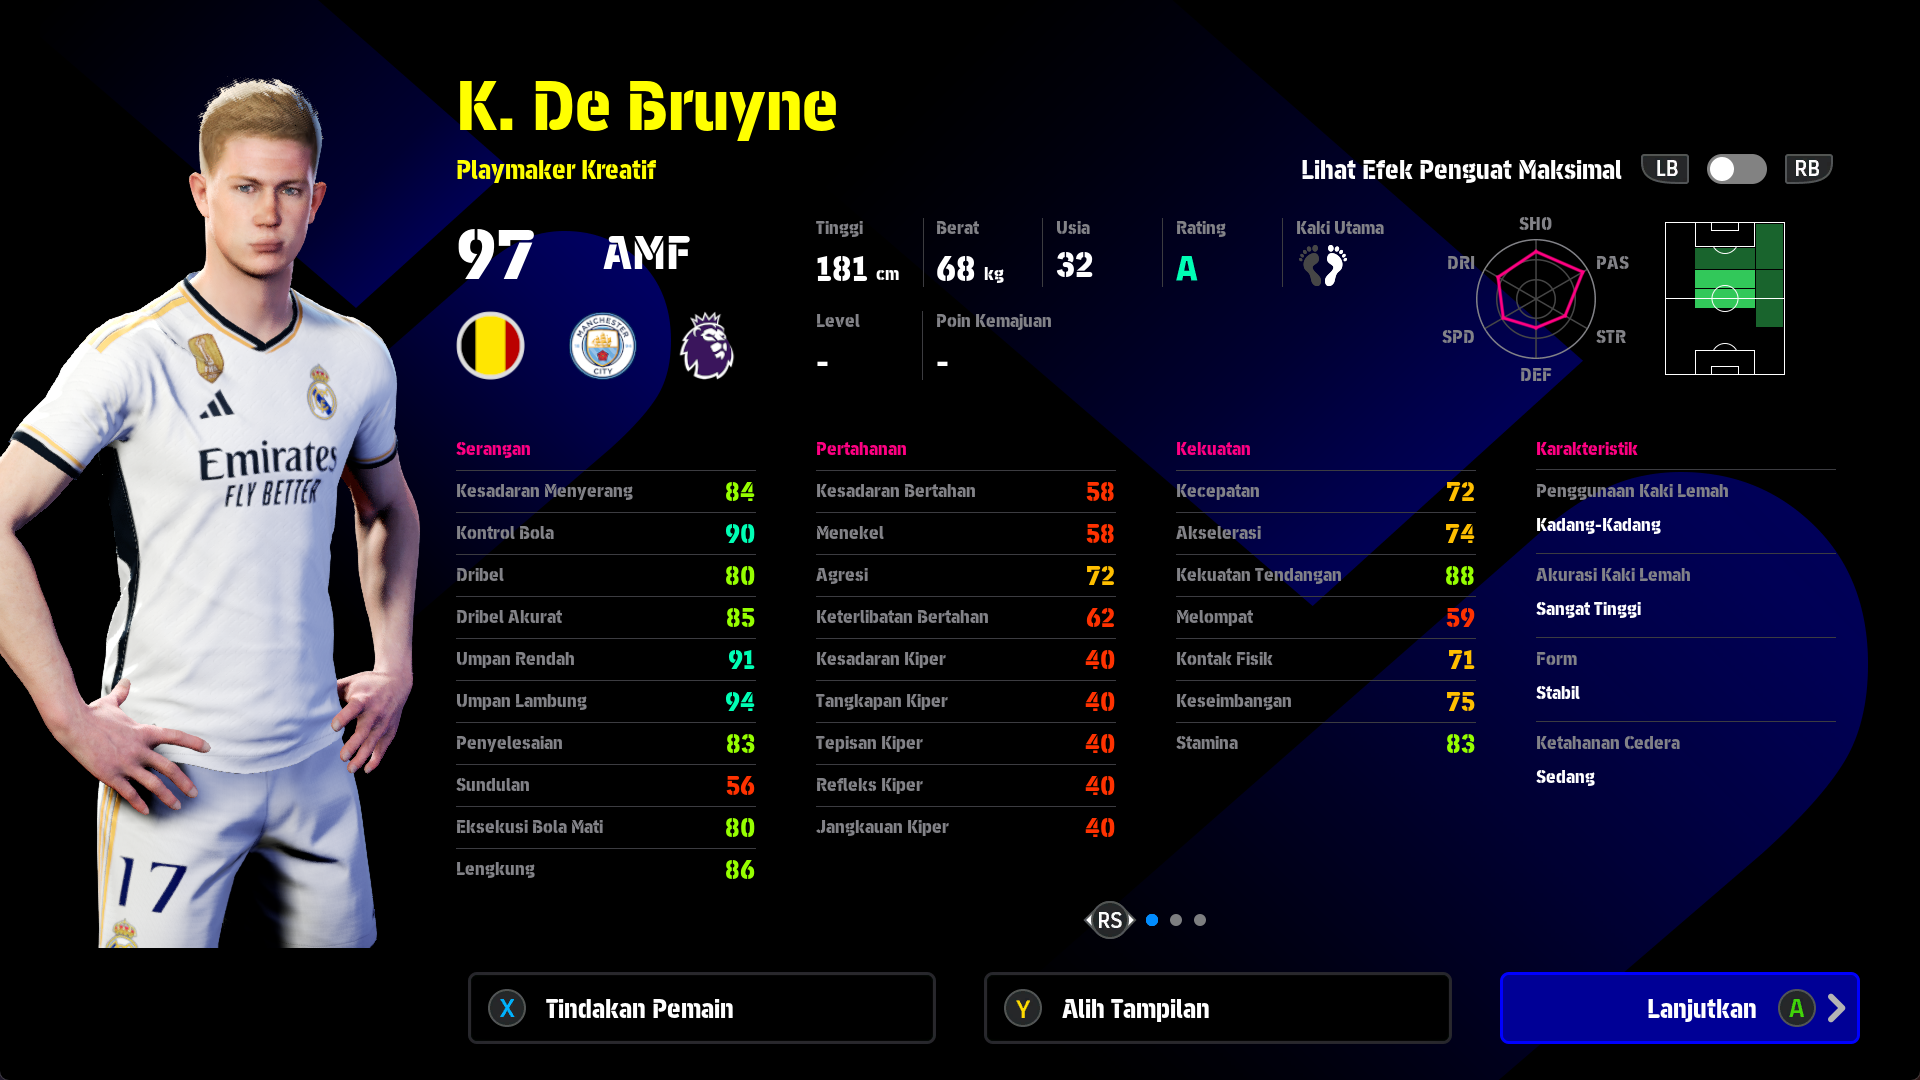 K. De Bruyne
Playmaker Kreatif
Lihat Efek Penguat Maksimal LB RB
97 AMF
Tinggi Berat Usia Rating Kaki Utama
181 cm 68 kg 32 A
Level Poin Kemajuan
- -
SHO
DRI PAS
SPD STR
DEF
MANCHESTER
CITY
Emirates
FLY BETTER
17
Serangan
Kesadaran Menyerang 84
Kontrol Bola 90
Dribel 80
Dribel Akurat 85
Umpan Rendah 91
Umpan Lambung 94
Penyelesaian 83
Sundulan 56
Eksekusi Bola Mati 80
Lengkung 86
Pertahanan
Kesadaran Bertahan 58
Menekel 58
Agresi 72
Keterlibatan Bertahan 62
Kesadaran Kiper 40
Tangkapan Kiper 40
Tepisan Kiper 40
Refleks Kiper 40
Jangkauan Kiper 40
Kekuatan
Kecepatan 72
Akselerasi 74
Kekuatan Tendangan 88
Melompat 59
Kontak Fisik 71
Keseimbangan 75
Stamina 83
Karakteristik
Penggunaan Kaki Lemah
Kadang-Kadang
Akurasi Kaki Lemah
Sangat Tinggi
Form
Stabil
Ketahanan Cedera
Sedang
RS
X Tindakan Pemain
Y Alih Tampilan
Lanjutkan A